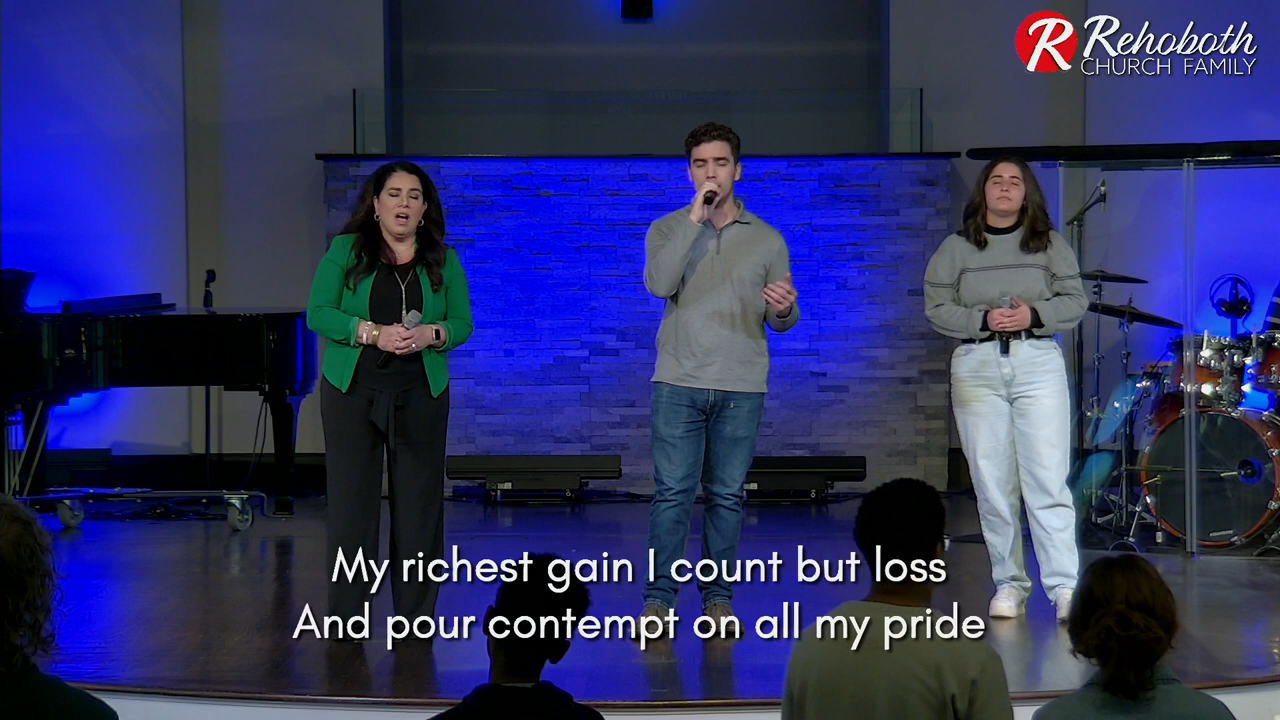 R Rehoboth
CHURCH FAMILY
My richest gain I count but loss
And pour contempt on all my pride